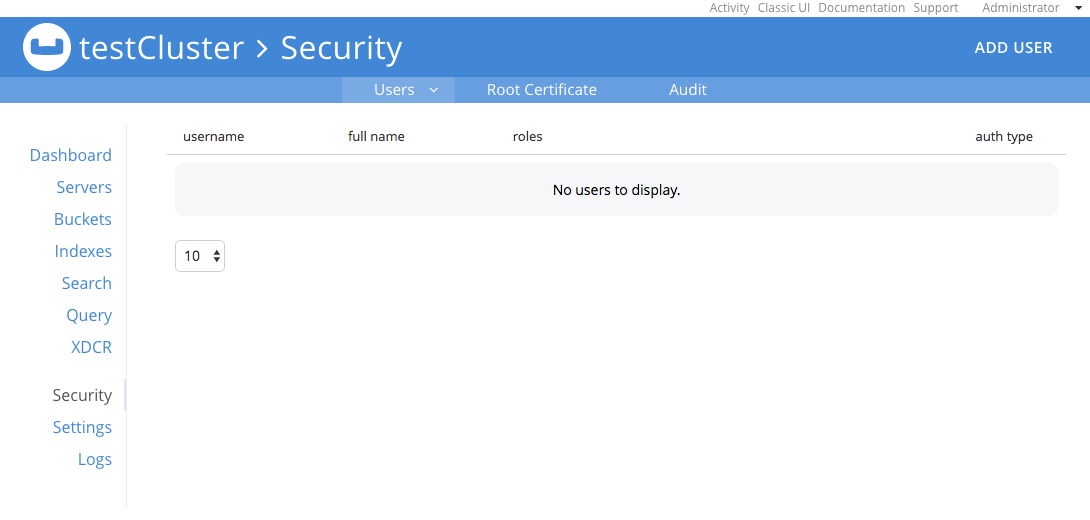 Activity Classic UI Documentation Support Administrator
testCluster > Security
ADD USER
Users Root Certificate Audit
username full name roles auth type
Dashboard
Servers
Buckets
Indexes
Search
Query
XDCR
Security
Settings
Logs
No users to display.
10